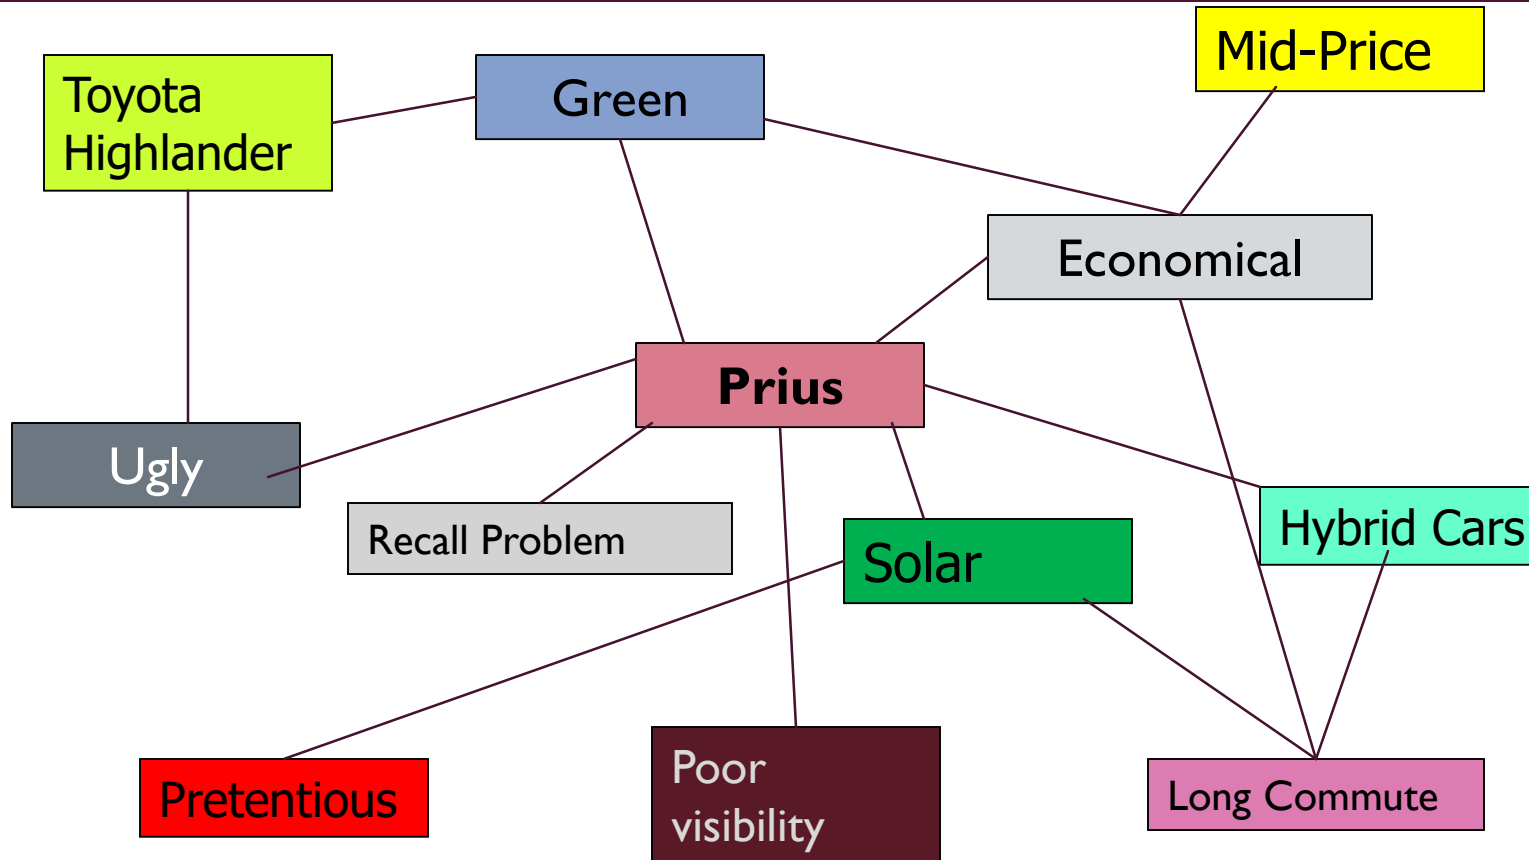 Mid-Price
Toyota
Highlander
Green
Economical
Prius
Ugly
Recall Problem
Solar
Hybrid Cars
Pretentious
Poor
visibility
Long Commute